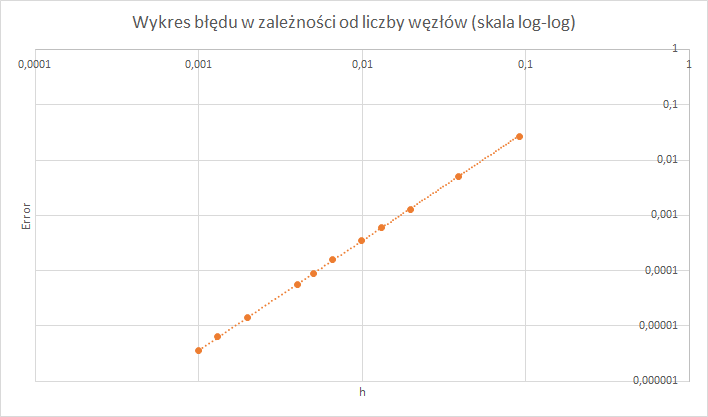 Wykres błędu w zależności od liczby węzłów (skala log-log)
1
0,0001 0,001 0,01 0,1 1
0,1
0,01
0,001
Error
0,0001
0,00001
0,000001
h